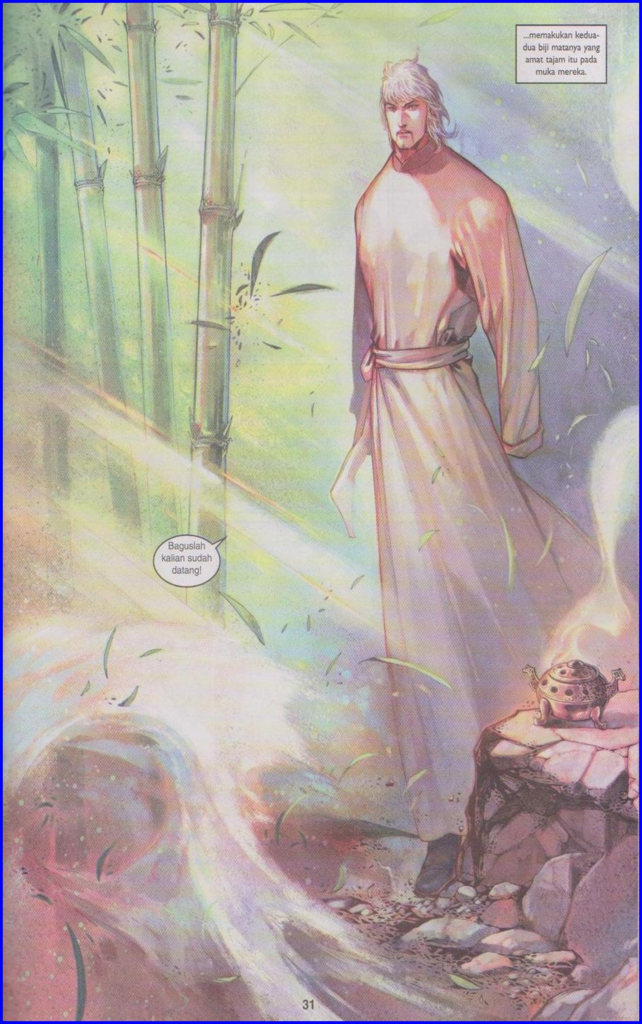 ...memakukan kedua-
dua biji matanya yang
amat tajam itu pada
muka mereka.
Baguslah
kalian sudah
datang!
31